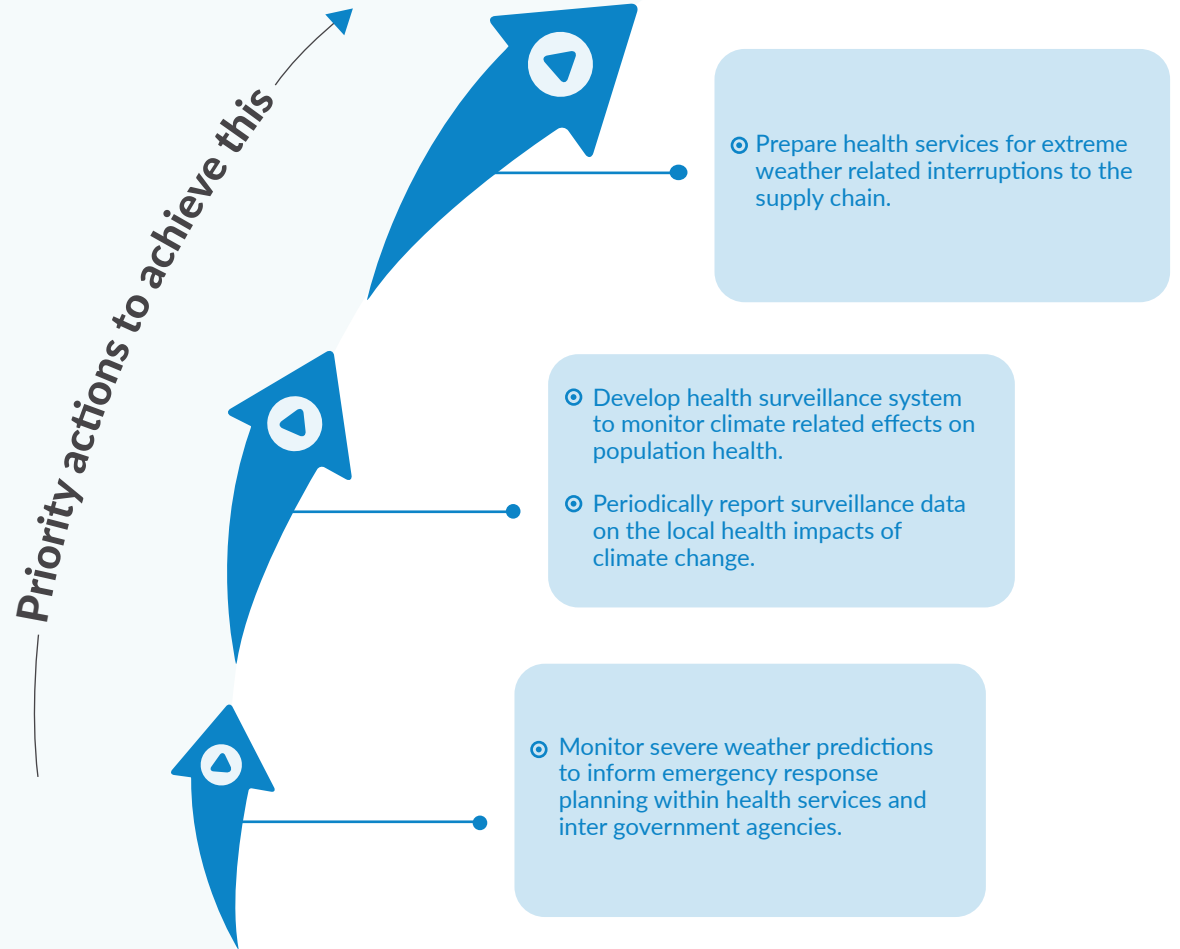 Priority actions to achieve this
Prepare health services for extreme
weather related interruptions to the
supply chain.
Develop health surveillance system
to monitor climate related effects on
population health.
Periodically report surveillance data
on the local health impacts of
climate change.
Monitor severe weather predictions
to inform emergency response
planning within health services and
inter government agencies.